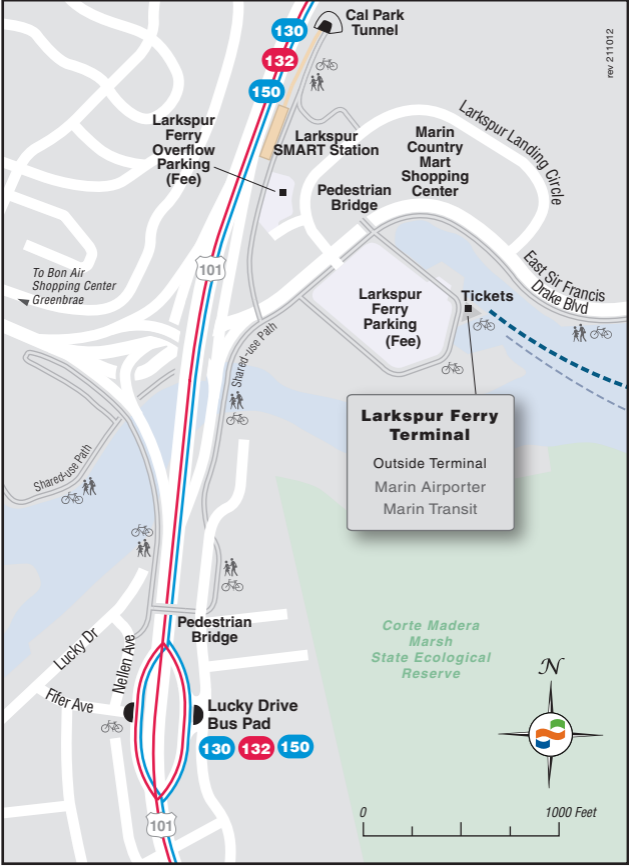 Cal Park
Tunnel
rev 211012
130
132
150
Larkspur
Ferry
Overflow
Parking
(Fee)
Larkspur
SMART Station
Marin
Country
Mart
Shopping
Center
Larkspur Landing Circle
Pedestrian
Bridge
101
To Bon Air
Shopping Center
Greenbrae
East Sir Francis
Drake Blvd
Larkspur
Ferry
Parking
(Fee)
Tickets
Shared-use Path
Larkspur Ferry
Terminal
Outside Terminal
Marin Airporter
Marin Transit
Shared-use Path
Pedestrian
Bridge
Corte Madera
Marsh
State Ecological
Reserve
Lucky Dr
Nellen Ave
Fifer Ave
Lucky Drive
Bus Pad
130 132 150
N
101
0 1000 Feet